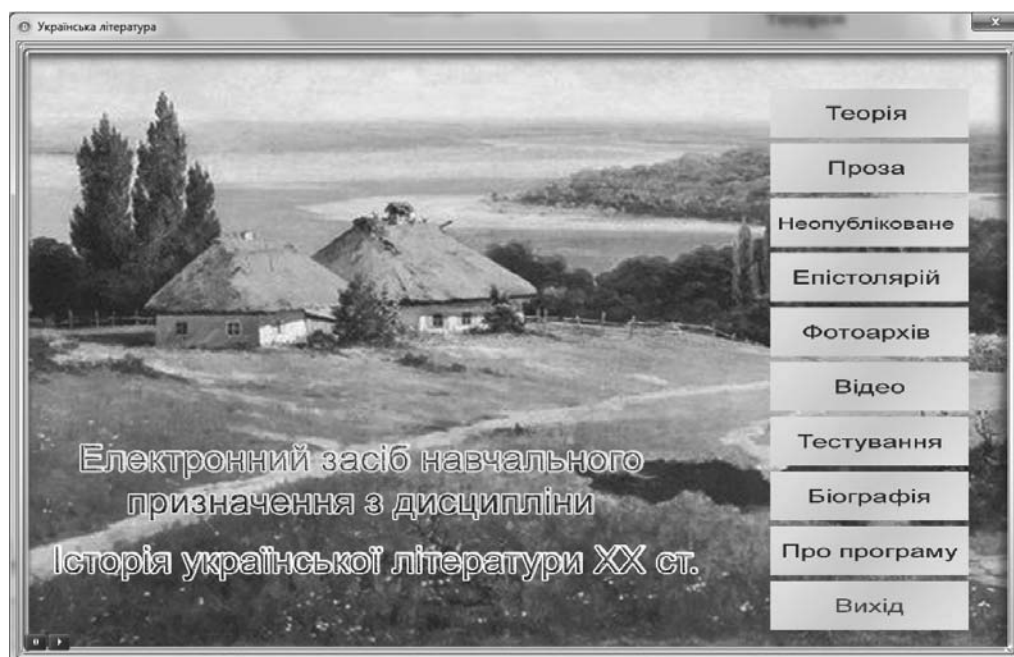 Українська література
Теорія
Теорія
Проза
Неопубліковане
Епістолярій
Фотоархів
Відео
Тестування
Біографія
Про програму
Вихід
Електронний засіб навчального
призначення з дисципліни
Історія української літератури XX ст.